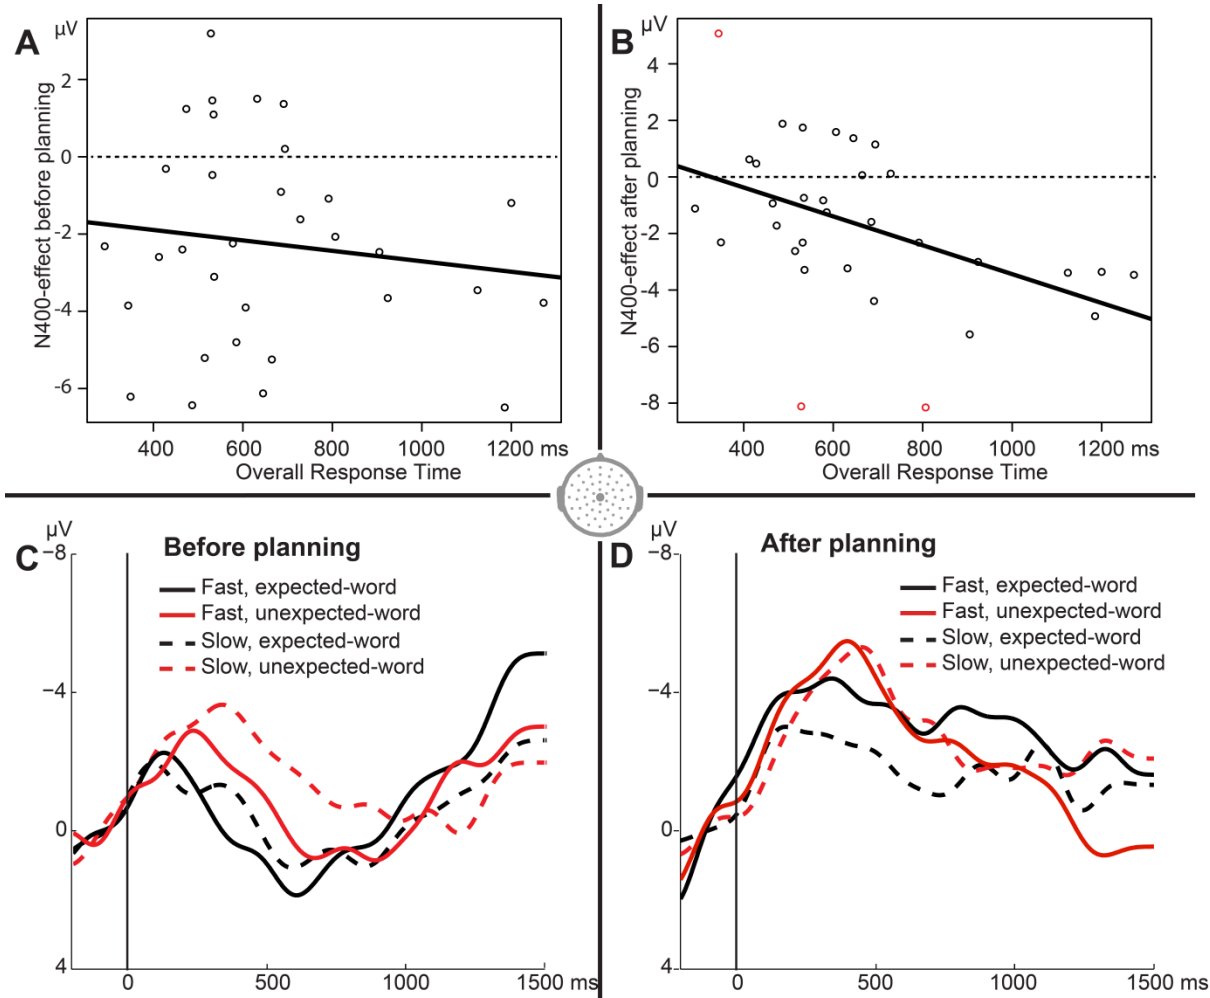 A
µV
N400-effect before planning
2
0
-2
-4
-6
400 600 800 1000 1200 ms
Overall Response Time
B
µV
N400-effect after planning
4
2
0
-2
-4
-6
-8
400 600 800 1000 1200 ms
Overall Response Time
C
µV
Before planning
Fast, expected-word
Fast, unexpected-word
Slow, expected-word
Slow, unexpected-word
−8
−4
0
4
0 500 1000 1500 ms
D
µV
After planning
Fast, expected-word
Fast, unexpected-word
Slow, expected-word
Slow, unexpected-word
−8
−4
0
4
0 500 1000 1500 ms